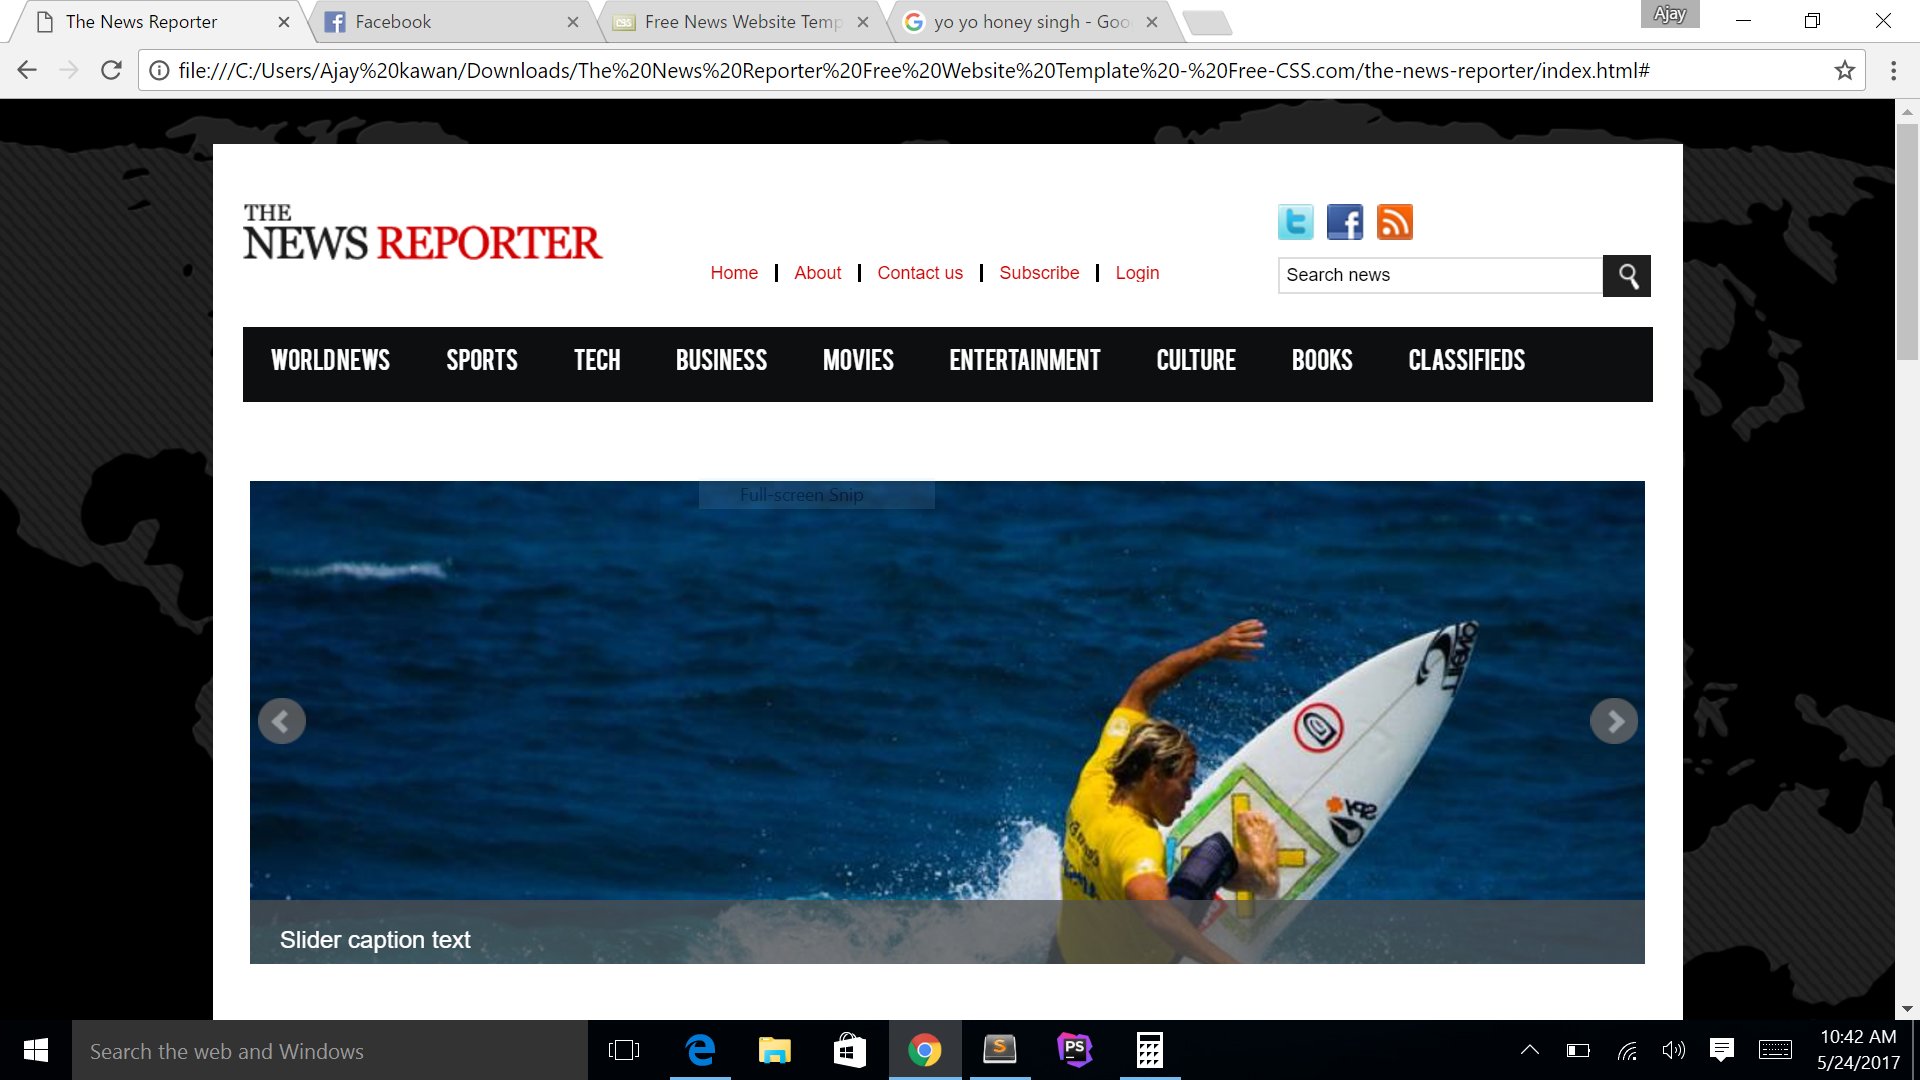 The News Reporter
Facebook
Free News Website Temp
yo yo honey singh - Goo
Ajay
file:///C:/Users/Ajay%20kawan/Downloads/The%20News%20Reporter%20Free%20Website%20Template%20-%20Free-CSS.com/the-news-reporter/index.html#
THE
NEWS REPORTER
Home
About
Contact us
Subscribe
Login
Search news
WORLDNEWS
SPORTS
TECH
BUSINESS
MOVIES
ENTERTAINMENT
CULTURE
BOOKS
CLASSIFIEDS
Full-screen Snip
Slider caption text
Search the web and Windows
10:42 AM
5/24/2017